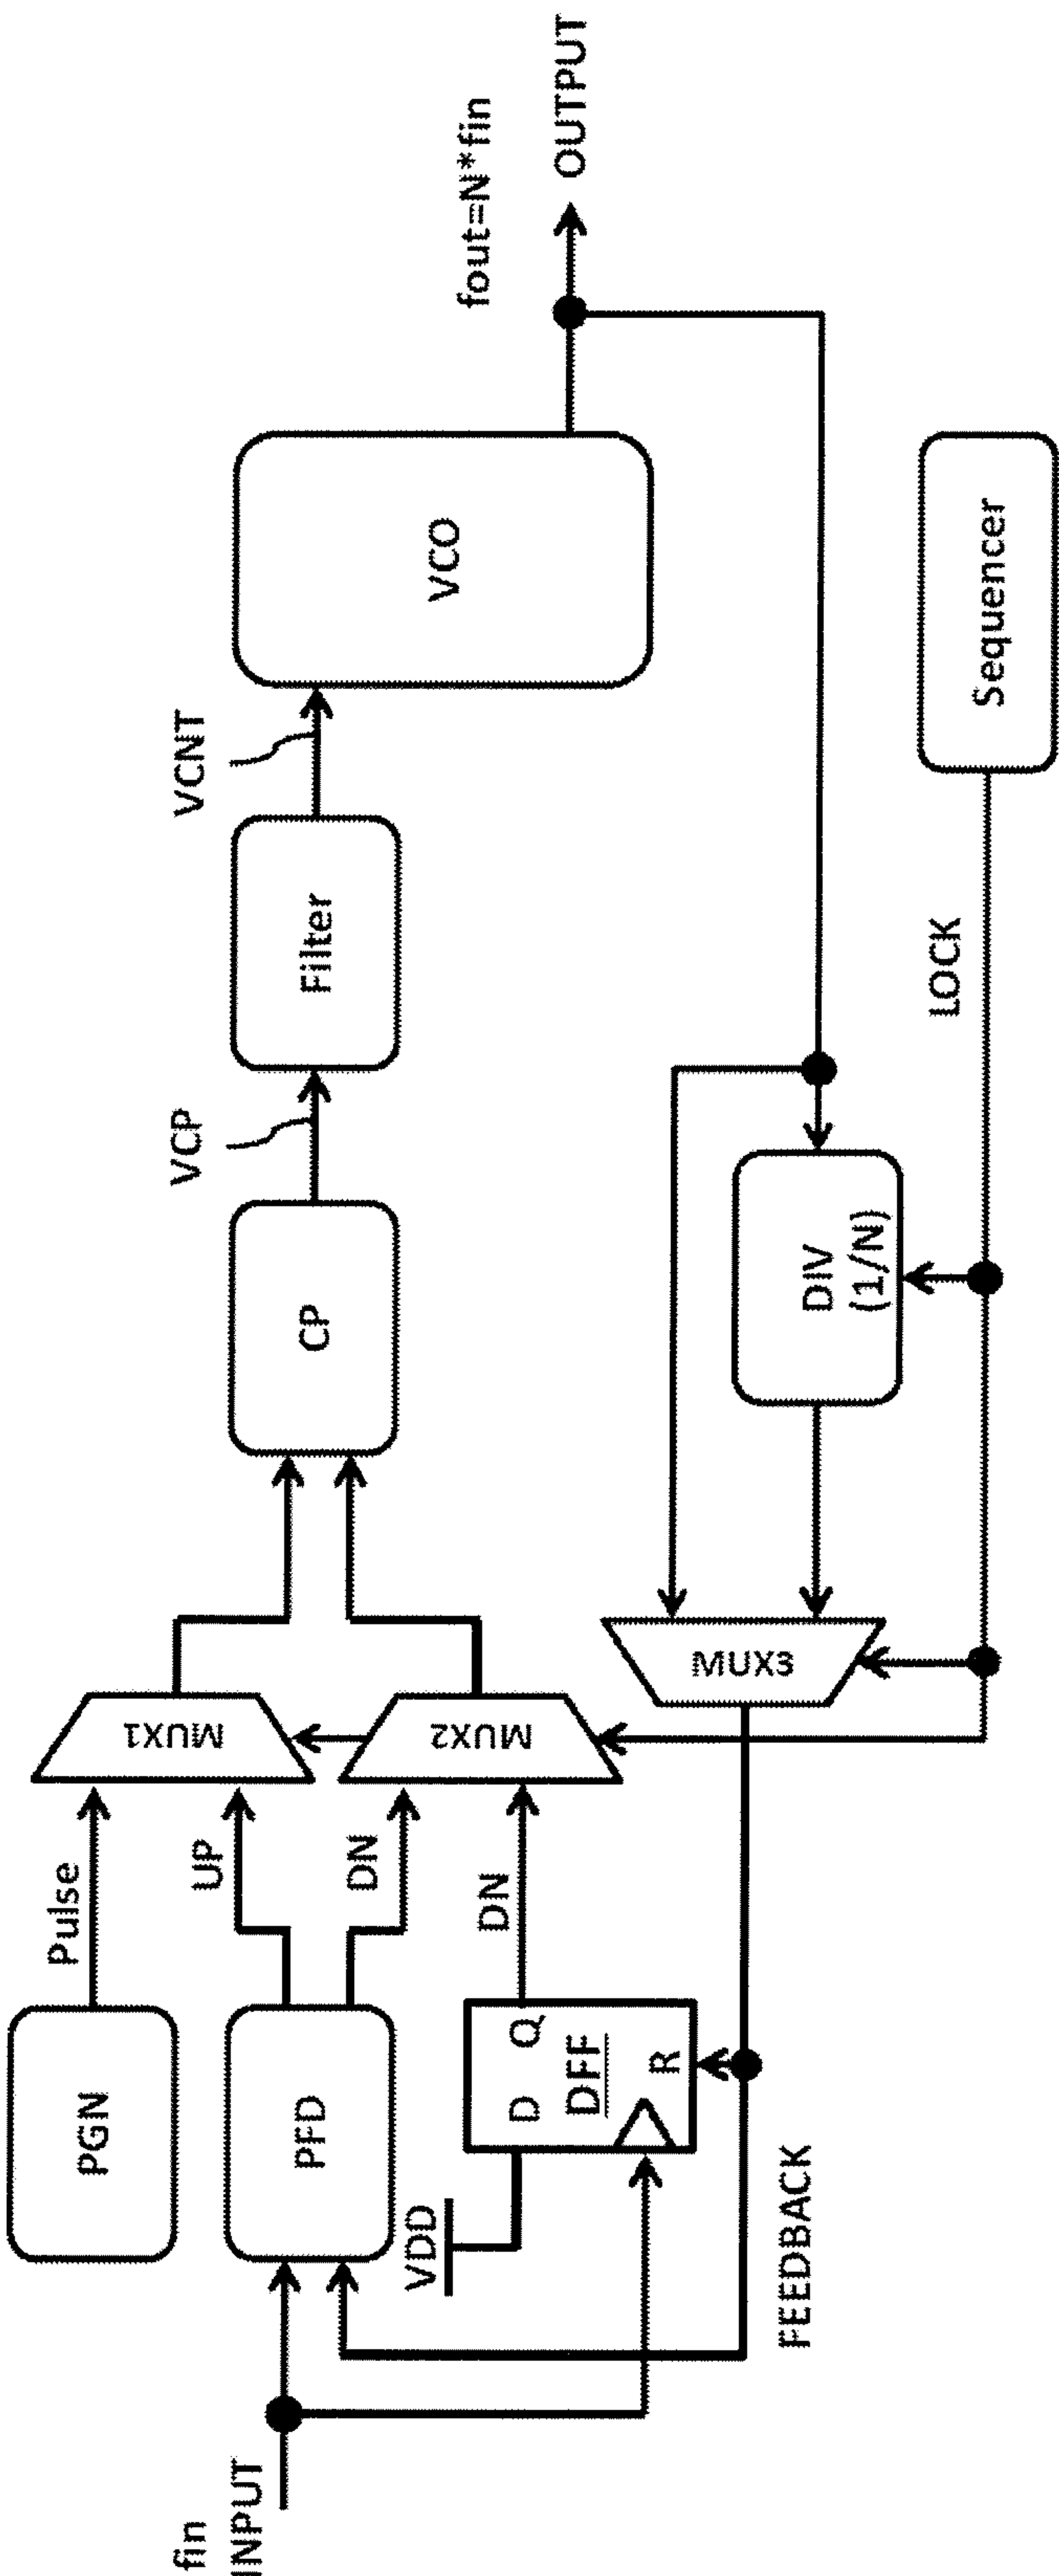 fin
INPUT
PGN
Pulse
PFD
UP
DN
VDD
D Q
DFF
R
DN
FEEDBACK
MUX1
MUX2
MUX3
CP
VCP
Filter
VCNT
VCO
fout=N*fin
OUTPUT
DIV
(1/N)
LOCK
Sequencer